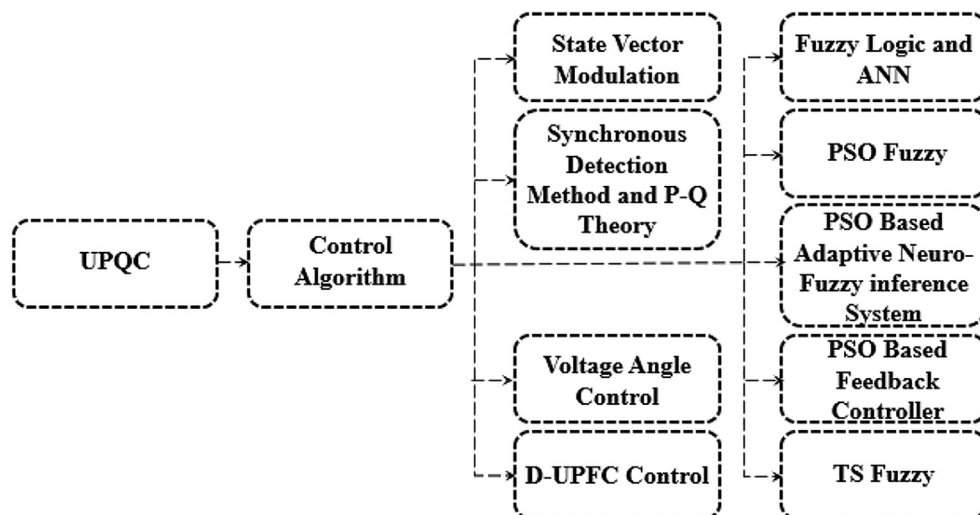 UPQC
Control
Algorithm
State Vector
Modulation
Synchronous
Detection
Method and P-Q
Theory
Voltage Angle
Control
D-UPFC Control
Fuzzy Logic and
ANN
PSO Fuzzy
PSO Based
Adaptive Neuro-
Fuzzy inference
System
PSO Based
Feedback
Controller
TS Fuzzy